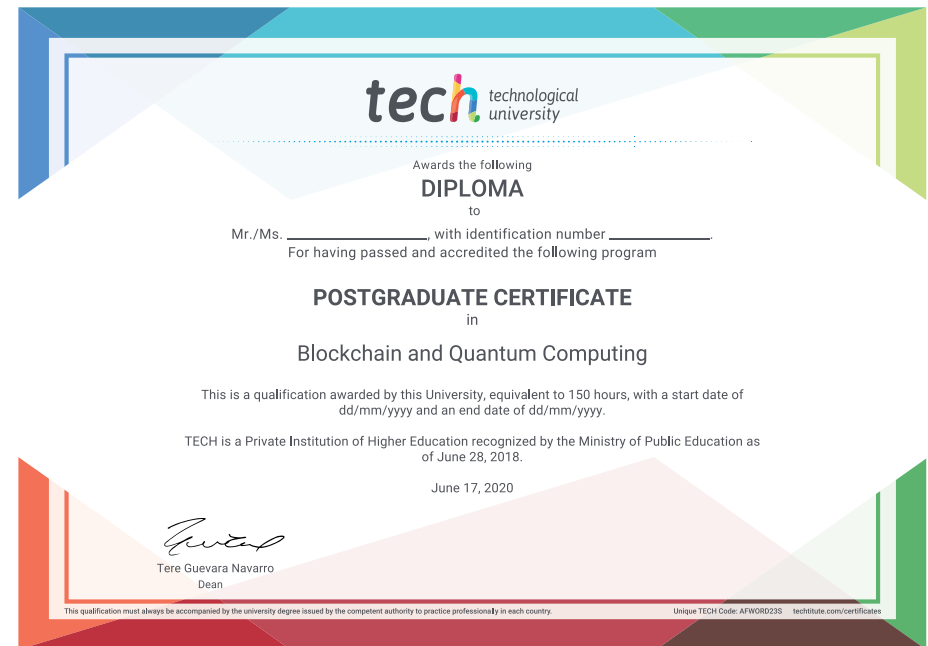 tech technological
university
Awards the following
DIPLOMA
to
Mr./Ms. ____________________, with identification number ______________.
For having passed and accredited the following program
POSTGRADUATE CERTIFICATE
in
Blockchain and Quantum Computing
This is a qualification awarded by this University, equivalent to 150 hours, with a start date of
dd/mm/yyyy and an end date of dd/mm/yyyy.
TECH is a Private Institution of Higher Education recognized by the Ministry of Public Education as
of June 28, 2018.
June 17, 2020
Tere Guevara Navarro
Dean
This qualification must always be accompanied by the university degree issued by the competent authority to practice professionally in each country.
Unique TECH Code: AFWORD23S techtitute.com/certificates